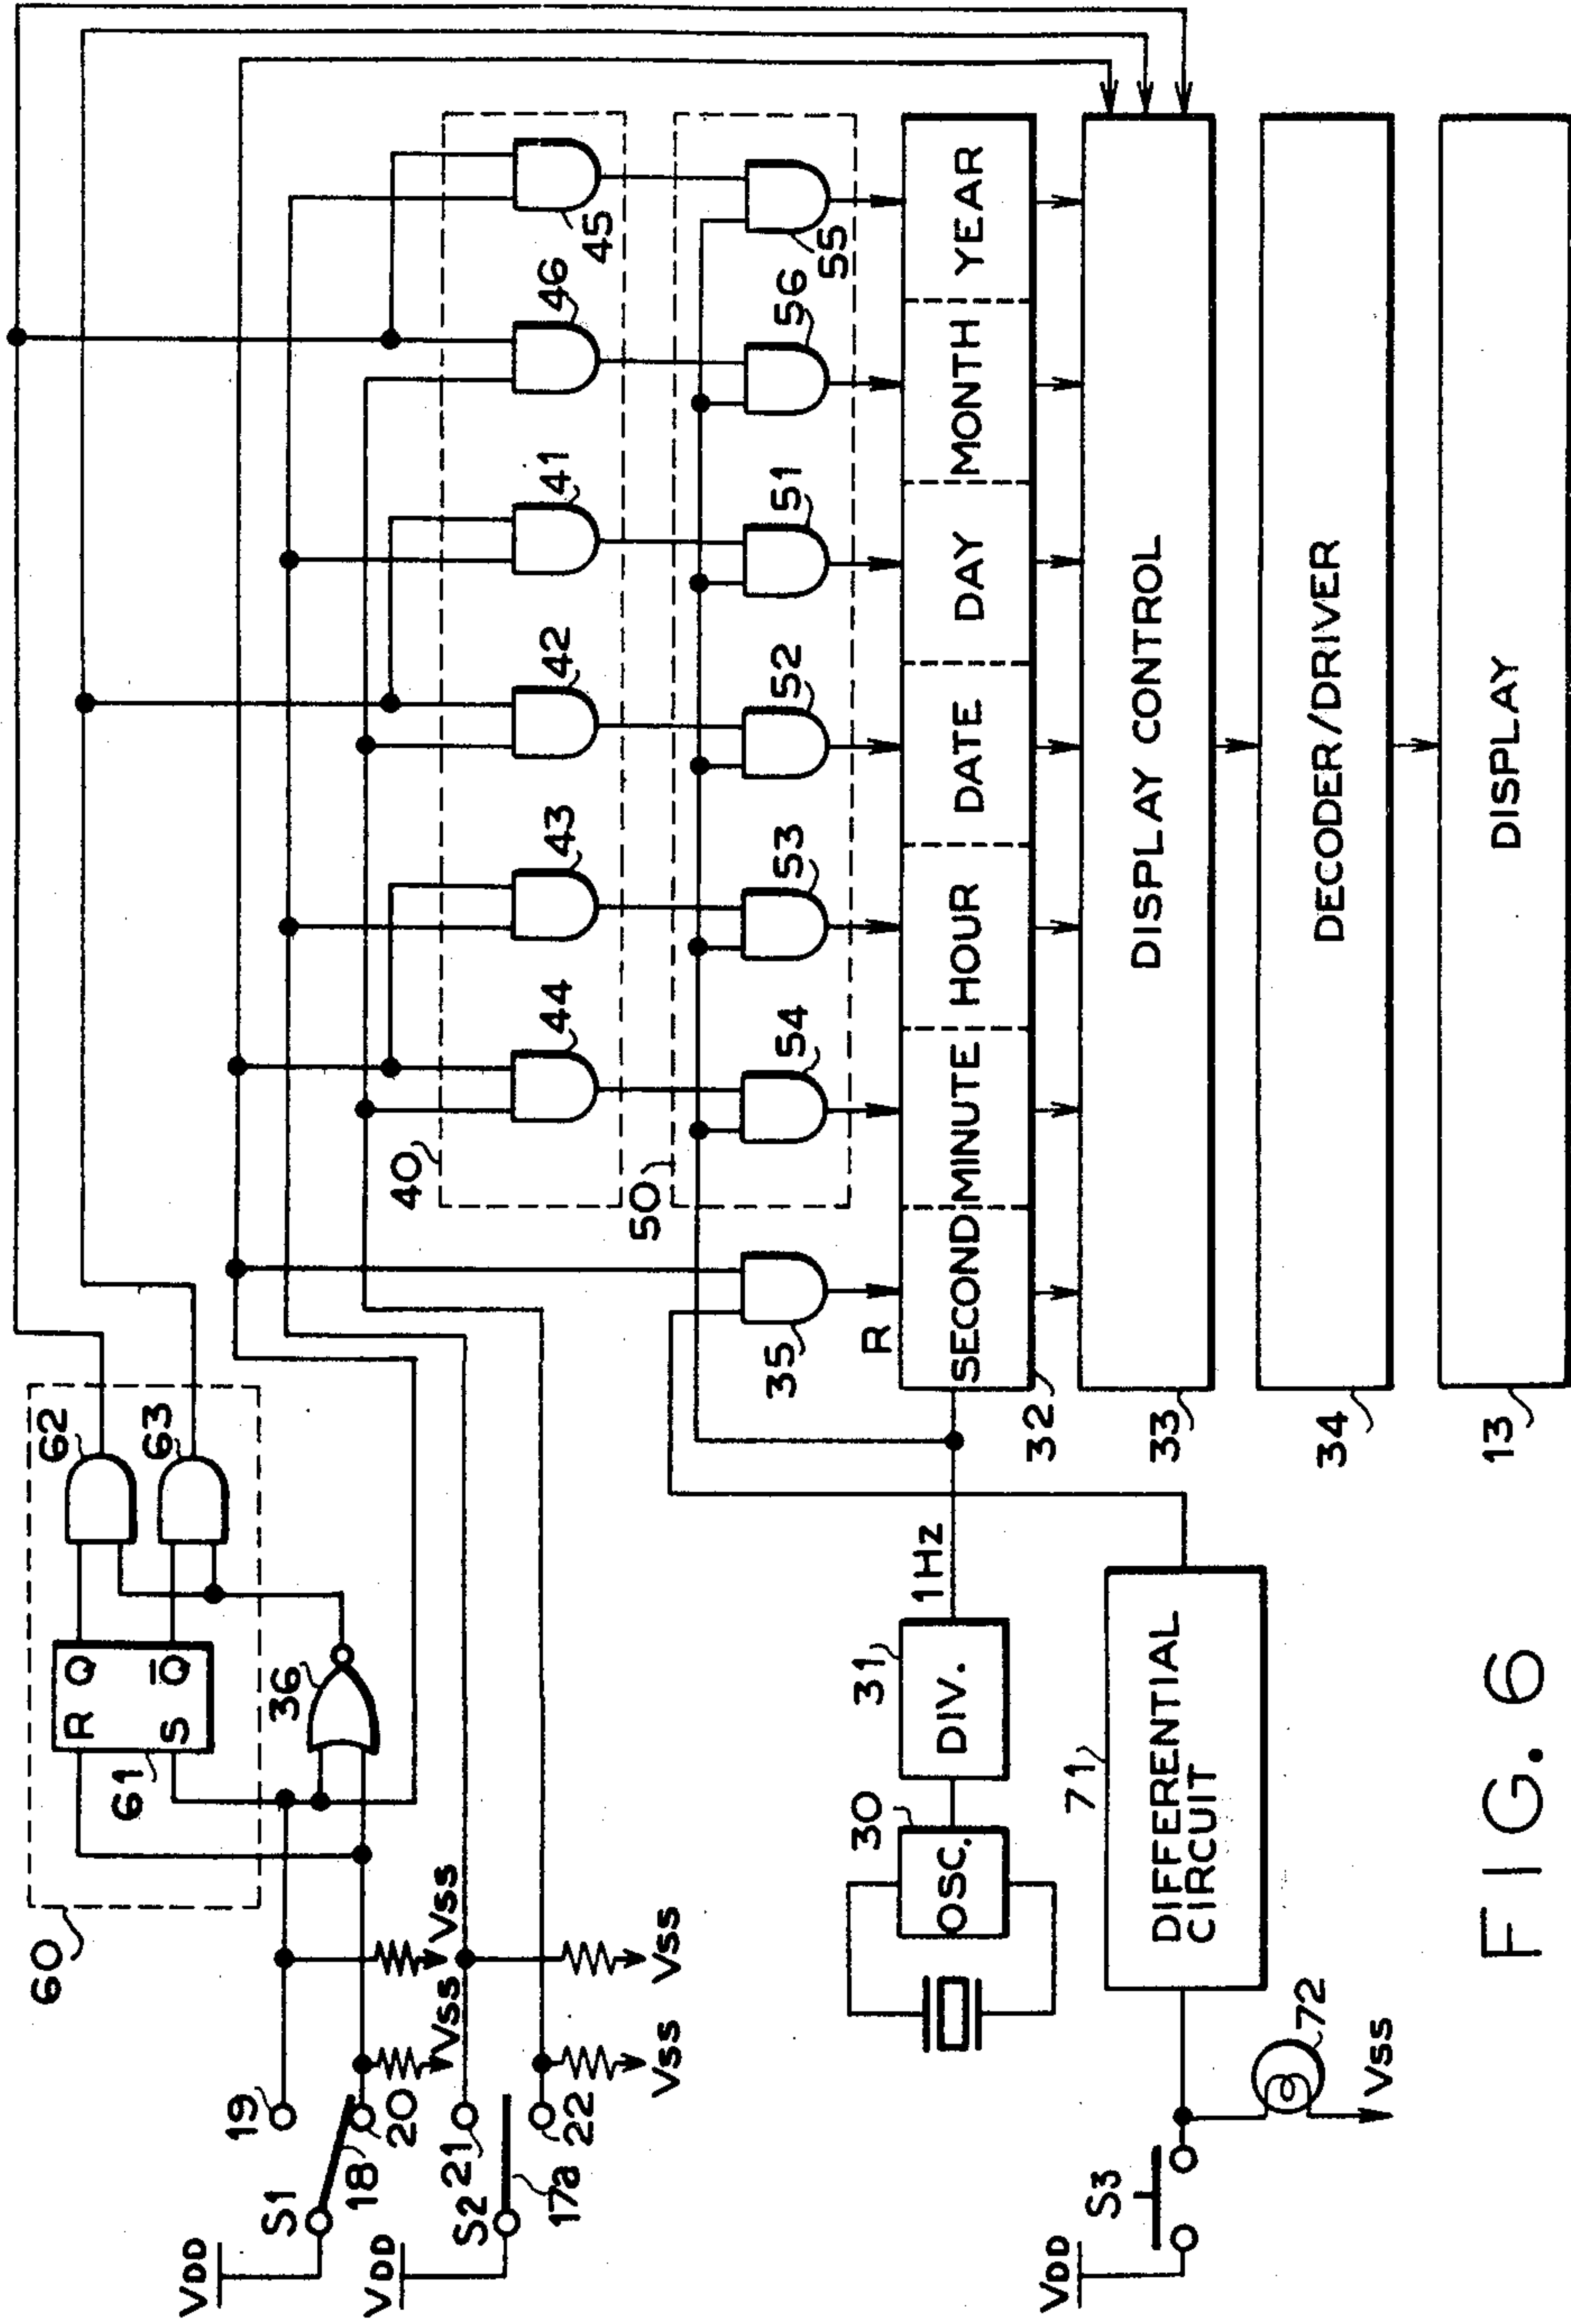 60
62
63
R
Q
S
Q
61
36
S1
VDD
18
19
20
VSS
VSS
S2
VDD
17a
21
22
VSS
VSS
40
44
43
42
41
46
45
50
54
53
52
51
56
55
35
R
SECOND
MINUTE
HOUR
DATE
DAY
MONTH
YEAR
32
OSC.
30
DIV.
31
1Hz
DISPLAY CONTROL
33
DECODER/DRIVER
34
DISPLAY
13
VDD
S3
72
VSS
DIFFERENTIAL
CIRCUIT
71
FIG. 6